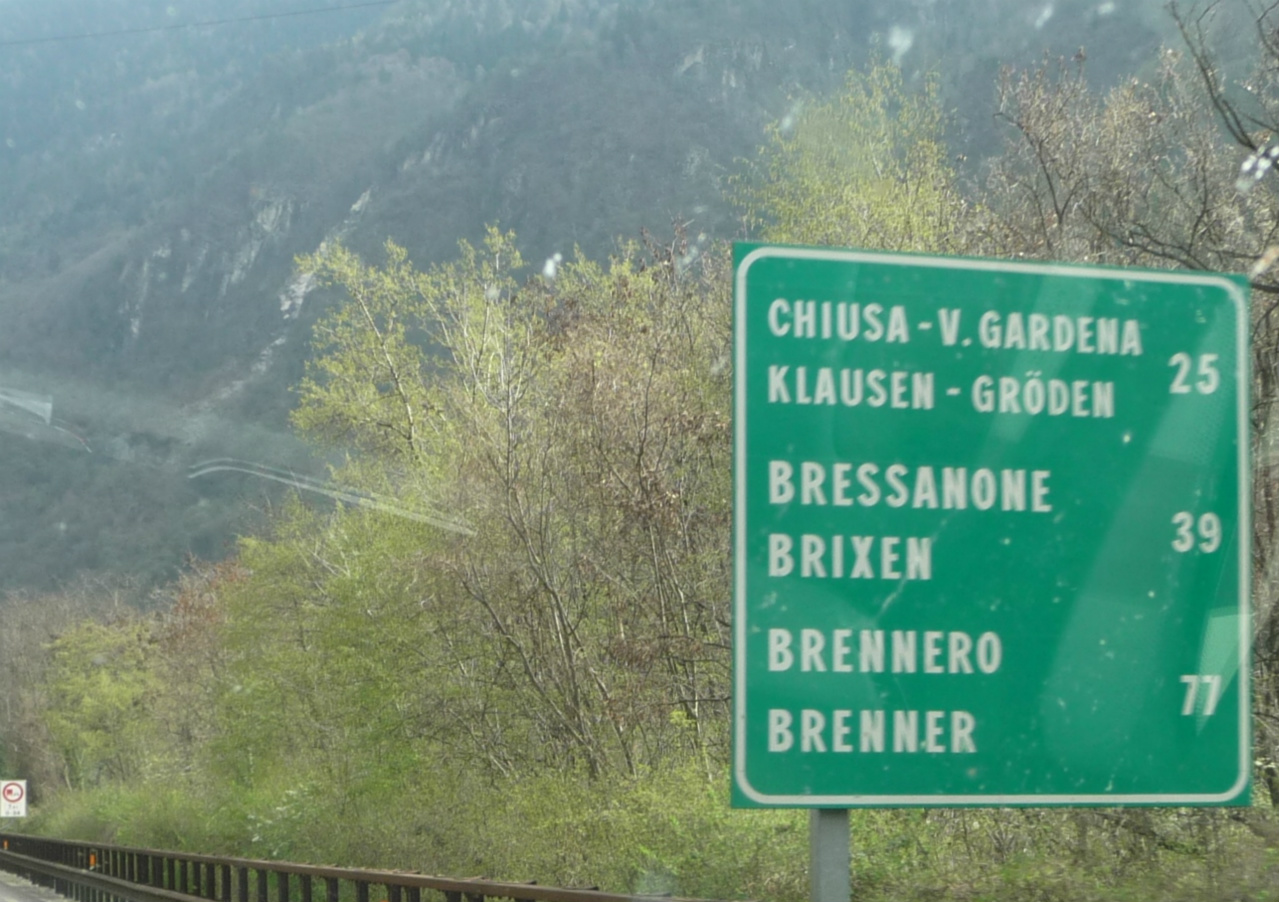 CHIUSA - V. GARDENA
KLAUSEN - GRÖDEN
25
BRESSANONE
BRIXEN
39
BRENNERO
BRENNER
77